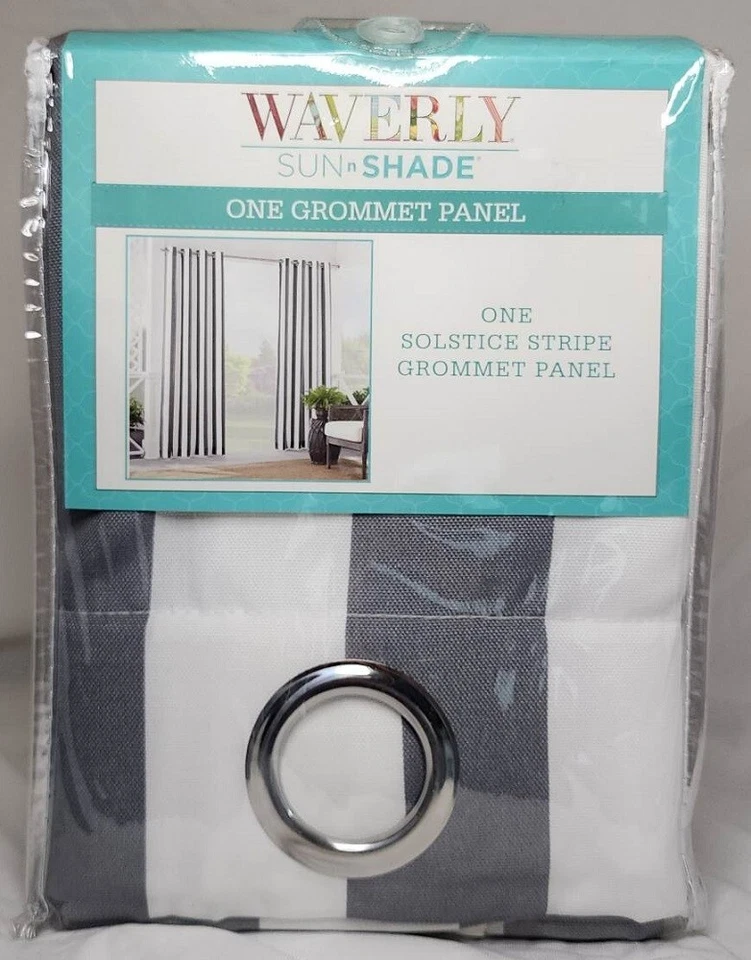 WAVERLY
SUN n SHADE®
ONE GROMMET PANEL
ONE
SOLSTICE STRIPE
GROMMET PANEL